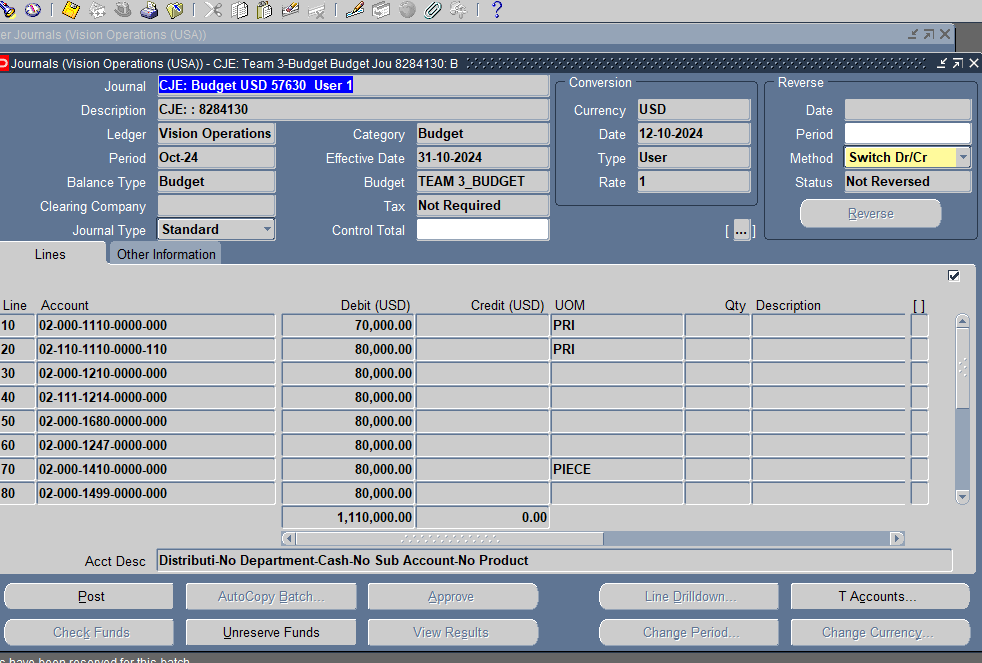 er Journals (Vision Operations (USA))
Journals (Vision Operations (USA)) - CJE: Team 3-Budget Budget Jou 8284130: B
Journal CJE: Budget USD 57630 User 1
Description CJE: : 8284130
Ledger Vision Operations Category Budget
Period Oct-24 Effective Date 31-10-2024
Balance Type Budget Budget TEAM 3_BUDGET
Clearing Company Tax Not Required
Journal Type Standard Control Total
Conversion
Currency USD
Date 12-10-2024
Type User
Rate 1
Reverse
Date
Period
Method Switch Dr/Cr
Status Not Reversed
Reverse
[ ... ]
Lines Other Information
Line Account Debit (USD) Credit (USD) UOM Qty Description [ ]
10 02-000-1110-0000-000 70,000.00 PRI
20 02-110-1110-0000-110 80,000.00 PRI
30 02-000-1210-0000-000 80,000.00
40 02-111-1214-0000-000 80,000.00
50 02-000-1680-0000-000 80,000.00
60 02-000-1247-0000-000 80,000.00
70 02-000-1410-0000-000 80,000.00 PIECE
80 02-000-1499-0000-000 80,000.00
1,110,000.00 0.00
Acct Desc Distributi-No Department-Cash-No Sub Account-No Product
Post AutoCopy Batch... Approve Line Drilldown... T Accounts...
Check Funds Unreserve Funds View Results Change Period... Change Currency...
s have been reserved for this batch